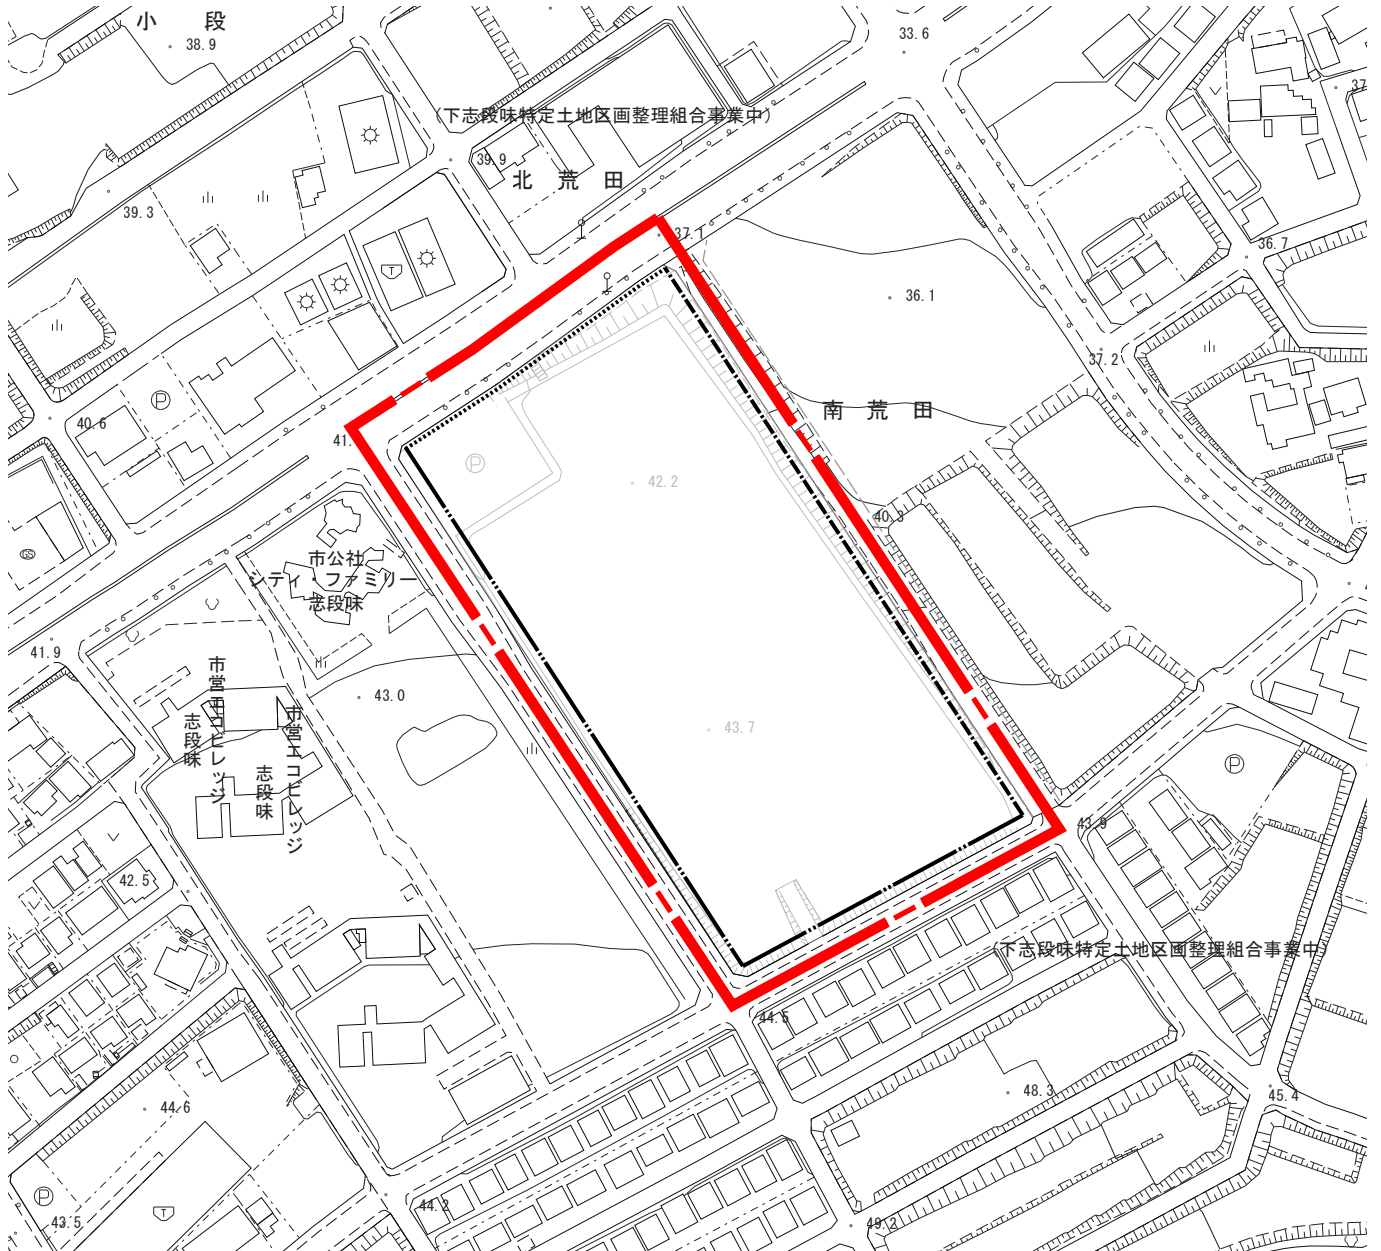 小 段
38.9
33.6
37
(下志段味特定土地区画整理組合事業中)
39.9
北 荒 田
39.3
37.1
36.7
T
36.1
37.2
P
40.6
南 荒 田
41.
P
42.2
40.3
GS
市公社
シティ・ファミリー
志段味
41.9
43.0
市営エコビレッジ
志段味
市営エコビレッジ
志段味
43.7
P
43.9
42.5
(下志段味特定土地区画整理組合事業中)
44.5
48.3
45.4
44.6
P
T
44.2
43.5
49.2